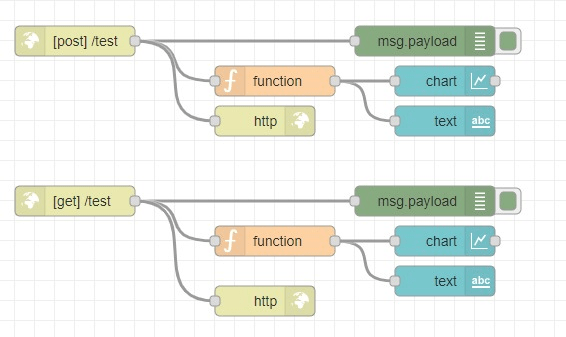 [post] /test
msg.payload
function
chart
http
text
abc
[get] /test
msg.payload
function
chart
text
abc
http